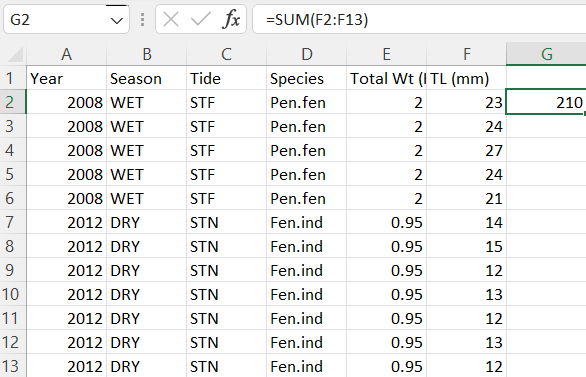 G2 fx =SUM(F2:F13)
A B C D E F G
1 Year Season Tide Species Total Wt (I TL (mm)
2 2008 WET STF Pen.fen 2 23 210
3 2008 WET STF Pen.fen 2 24
4 2008 WET STF Pen.fen 2 27
5 2008 WET STF Pen.fen 2 24
6 2008 WET STF Pen.fen 2 21
7 2012 DRY STN Fen.ind 0.95 14
8 2012 DRY STN Fen.ind 0.95 15
9 2012 DRY STN Fen.ind 0.95 12
10 2012 DRY STN Fen.ind 0.95 13
11 2012 DRY STN Fen.ind 0.95 12
12 2012 DRY STN Fen.ind 0.95 13
13 2012 DRY STN Fen.ind 0.95 12